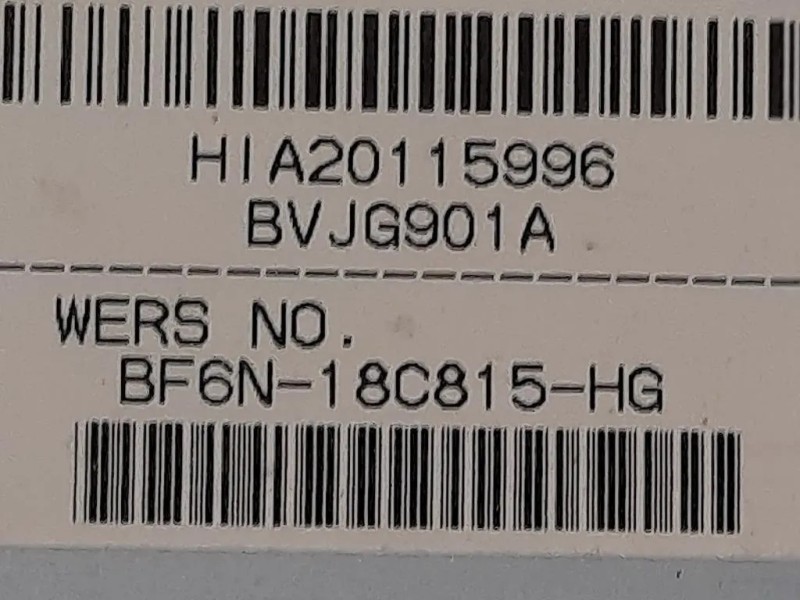 HIA20115996
BVJG901A
WERS NO.
BF6N-18C815-HG